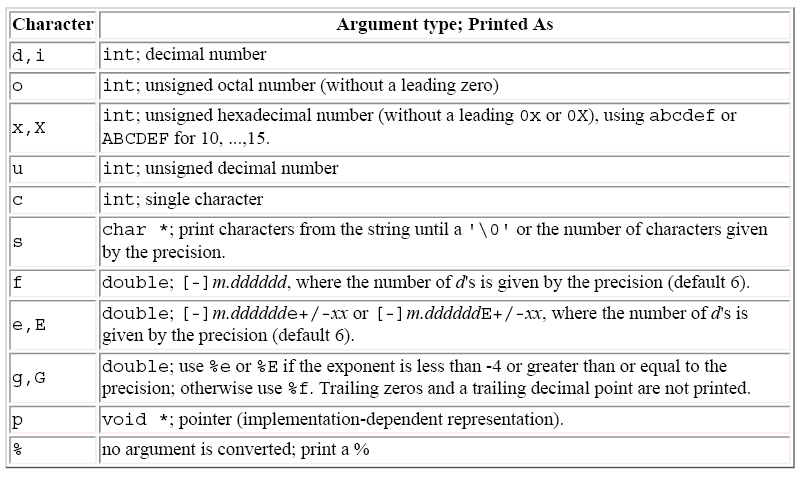 Character Argument type; Printed As
d,i int; decimal number
o int; unsigned octal number (without a leading zero)
x,X int; unsigned hexadecimal number (without a leading 0x or 0X), using abcdef or
ABCDEF for 10, ...,15.
u int; unsigned decimal number
c int; single character
s char *; print characters from the string until a '\0' or the number of characters given
by the precision.
f double; [-]m.dddddd, where the number of d's is given by the precision (default 6).
e,E double; [-]m.dddddde+/-xx or [-]m.ddddddE+/-xx, where the number of d's is
given by the precision (default 6).
g,G double; use %e or %E if the exponent is less than -4 or greater than or equal to the
precision; otherwise use %f. Trailing zeros and a trailing decimal point are not printed.
p void *; pointer (implementation-dependent representation).
% no argument is converted; print a %